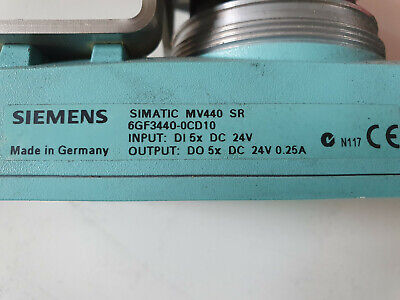 SIEMENS
Made in Germany
SIMATIC MV440 SR
6GF3440-0CD10
INPUT: DI 5x DC 24V
OUTPUT: DO 5x DC 24V 0.25A
N117 CE